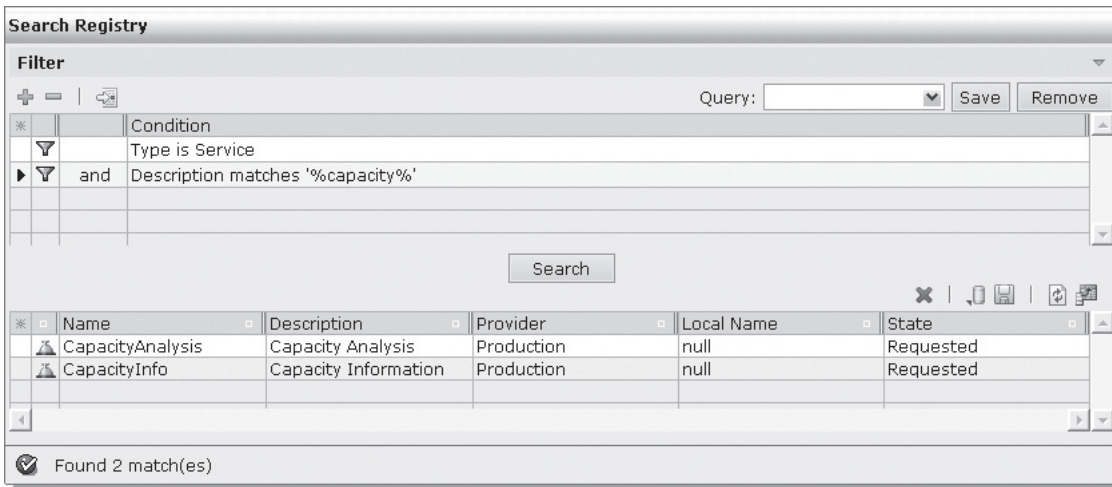 Search Registry
Filter
Query: Save Remove
Condition
Type is Service
and Description matches '%capacity%'
Search
Name Description Provider Local Name State
CapacityAnalysis Capacity Analysis Production null Requested
CapacityInfo Capacity Information Production null Requested
Found 2 match(es)